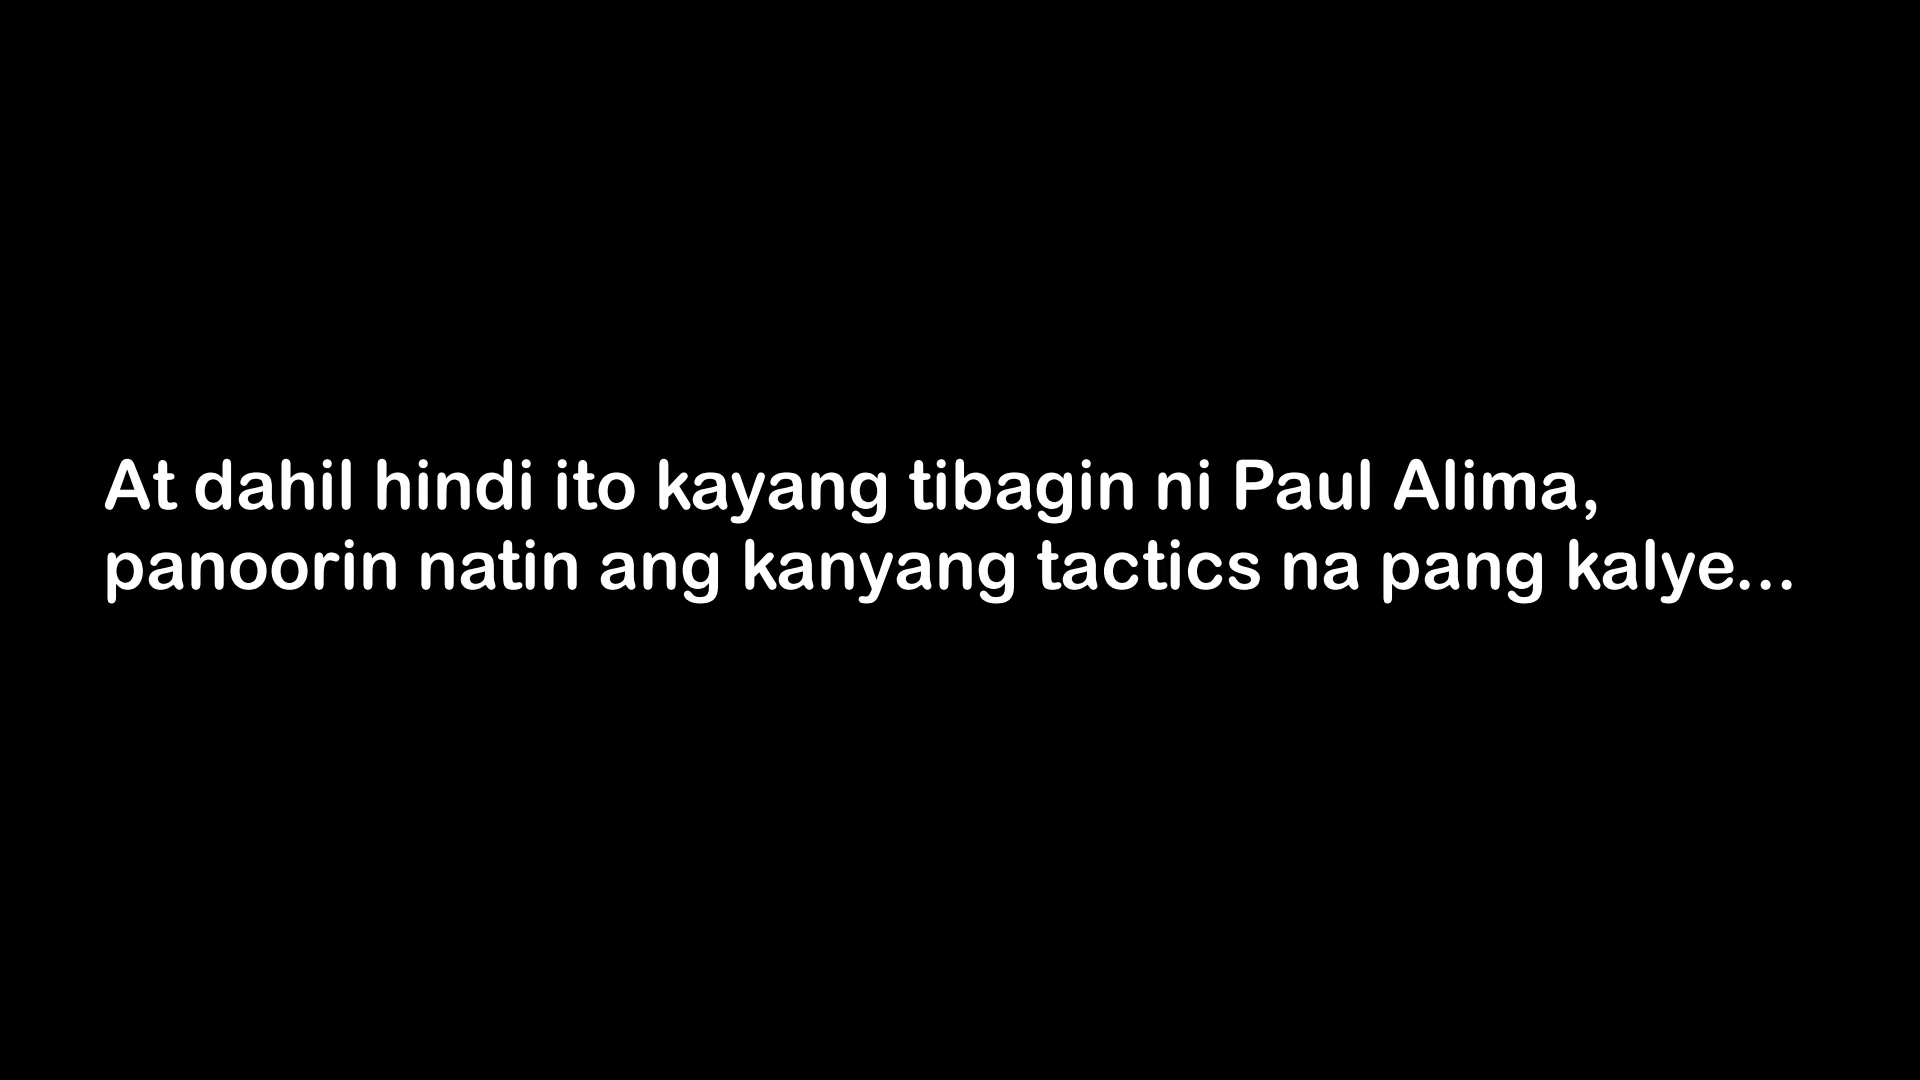 At dahil hindi ito kayang tibagin ni Paul Alima,
panoorin natin ang kanyang tactics na pang kalye...